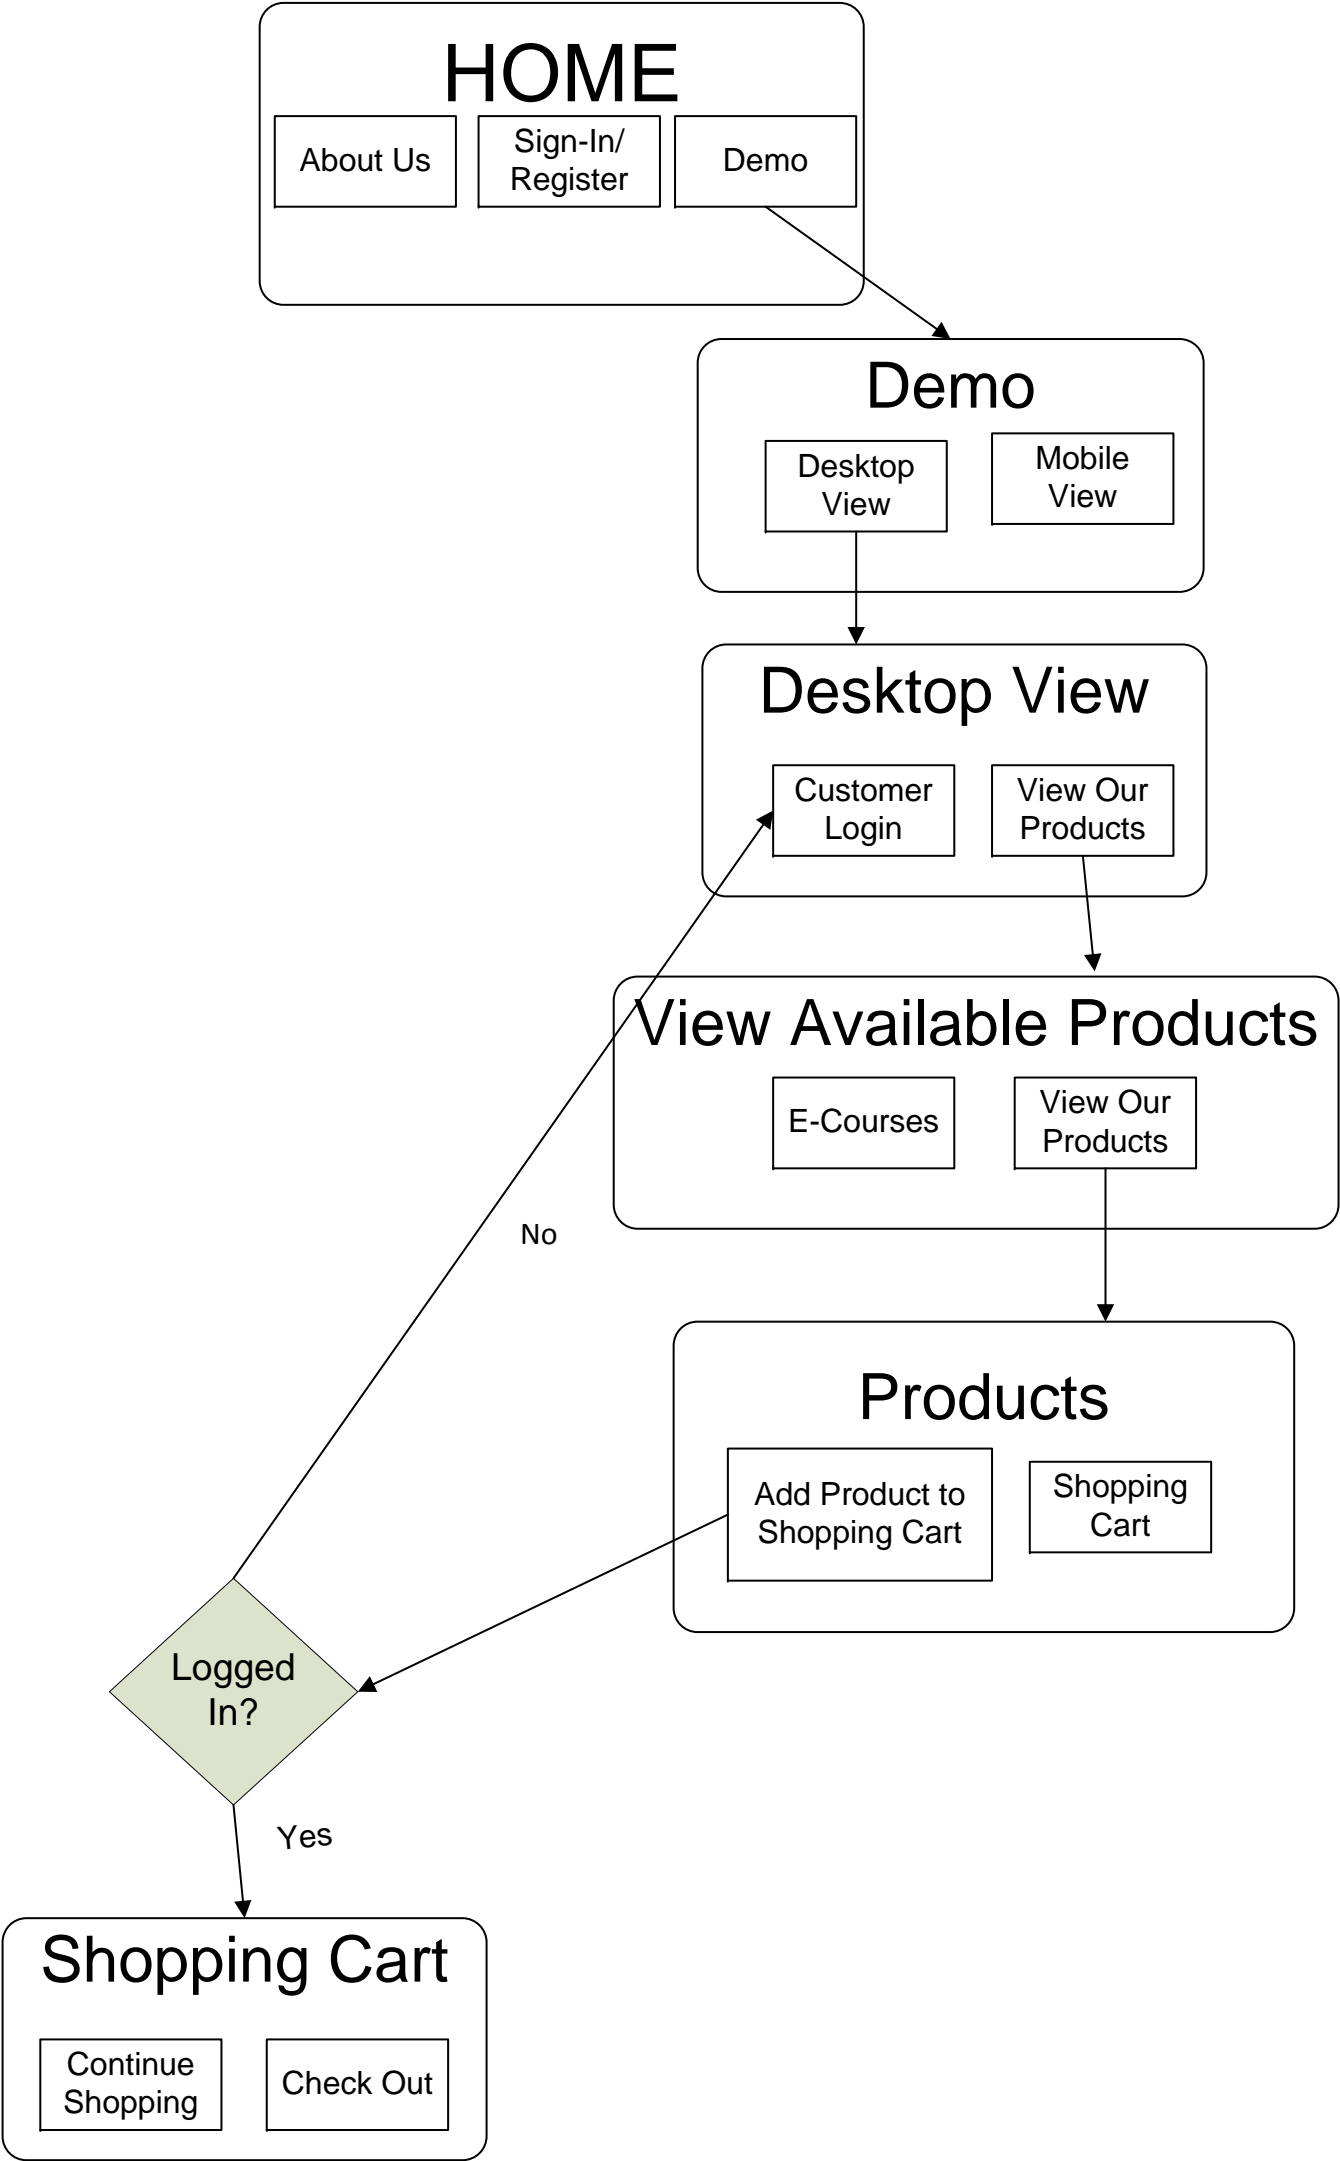 HOME
About Us
Sign-In/
Register
Demo
Demo
Desktop
View
Mobile
View
Desktop View
Customer
Login
View Our
Products
View Available Products
E-Courses
View Our
Products
No
Products
Add Product to
Shopping Cart
Shopping
Cart
Logged
In?
Yes
Shopping Cart
Continue
Shopping
Check Out